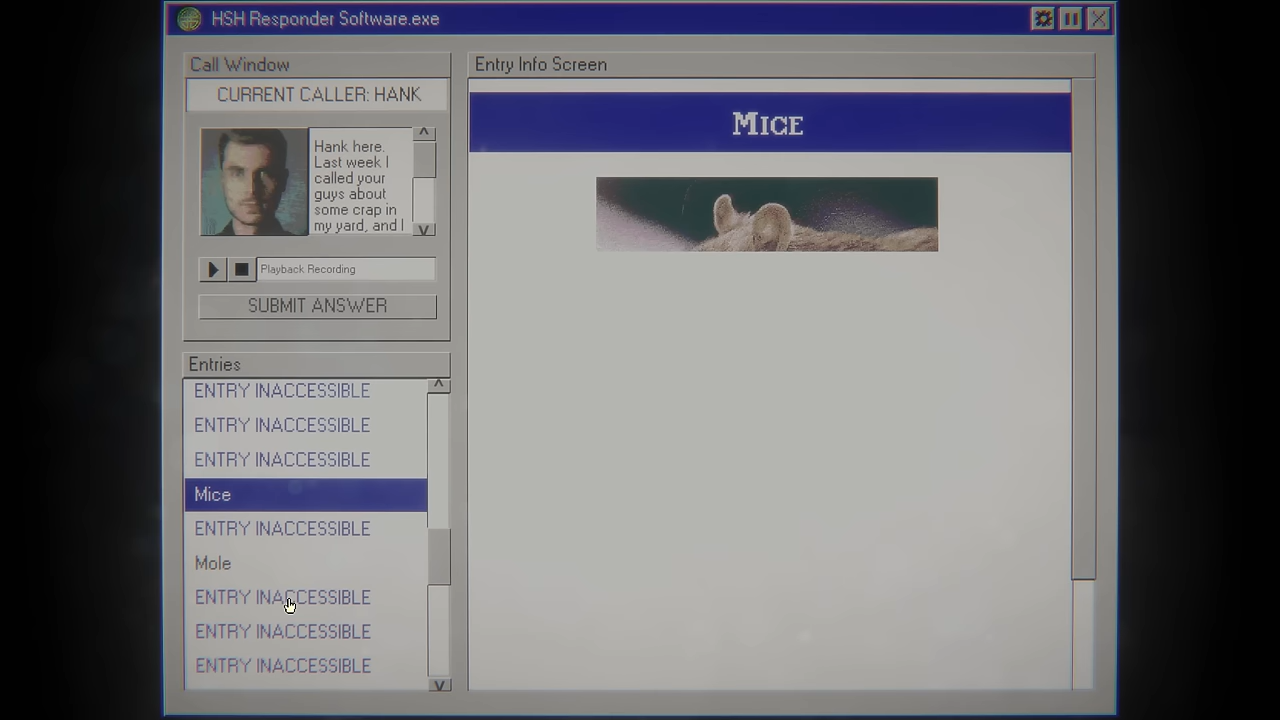 HSH Responder Software.exe
Call Window
CURRENT CALLER: HANK
Hank here.
Last week I
called your
guys about
some crap in
my yard, and I
Playback Recording
SUBMIT ANSWER
Entries
ENTRY INACCESSIBLE
ENTRY INACCESSIBLE
ENTRY INACCESSIBLE
Mice
ENTRY INACCESSIBLE
Mole
ENTRY INACCESSIBLE
ENTRY INACCESSIBLE
ENTRY INACCESSIBLE
Entry Info Screen
MICE